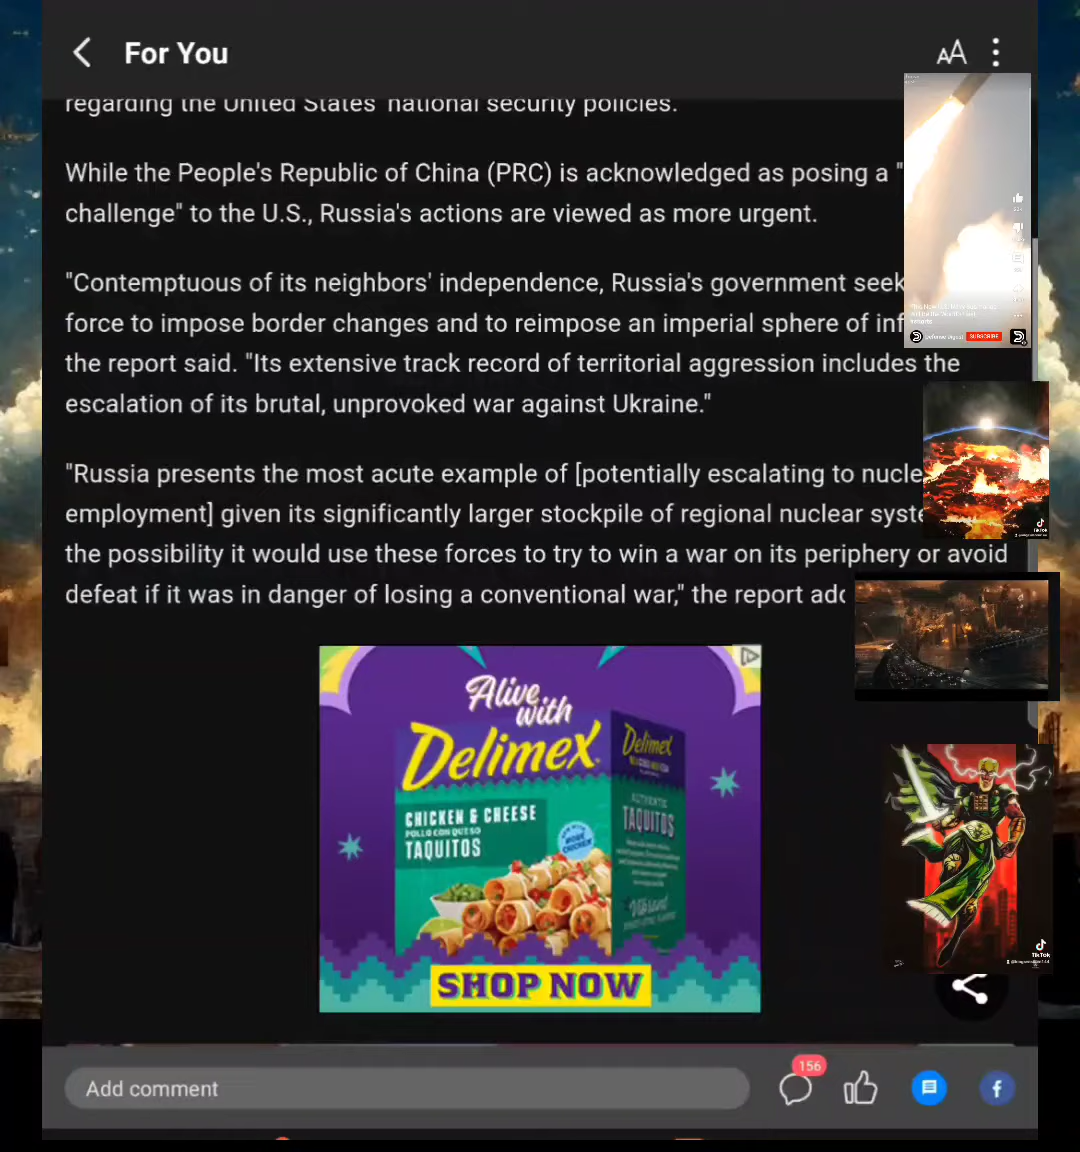 For You
AA
regarding the United States' national security policies.
While the People's Republic of China (PRC) is acknowledged as posing a "
challenge" to the U.S., Russia's actions are viewed as more urgent.
"Contemptuous of its neighbors' independence, Russia's government seek
force to impose border changes and to reimpose an imperial sphere of inf
the report said. "Its extensive track record of territorial aggression includes the
escalation of its brutal, unprovoked war against Ukraine."
"Russia presents the most acute example of [potentially escalating to nucle
employment] given its significantly larger stockpile of regional nuclear syste
the possibility it would use these forces to try to win a war on its periphery or avoid
defeat if it was in danger of losing a conventional war," the report add
Defense Digest SUBSCRIBE
TikTok
Alive
with
Delimex
CHICKEN & CHEESE
POLLO CON QUESO
TAQUITOS
Delimex
AUTHENTIC
TAQUITOS
SHOP NOW
TikTok
Add comment
156
f